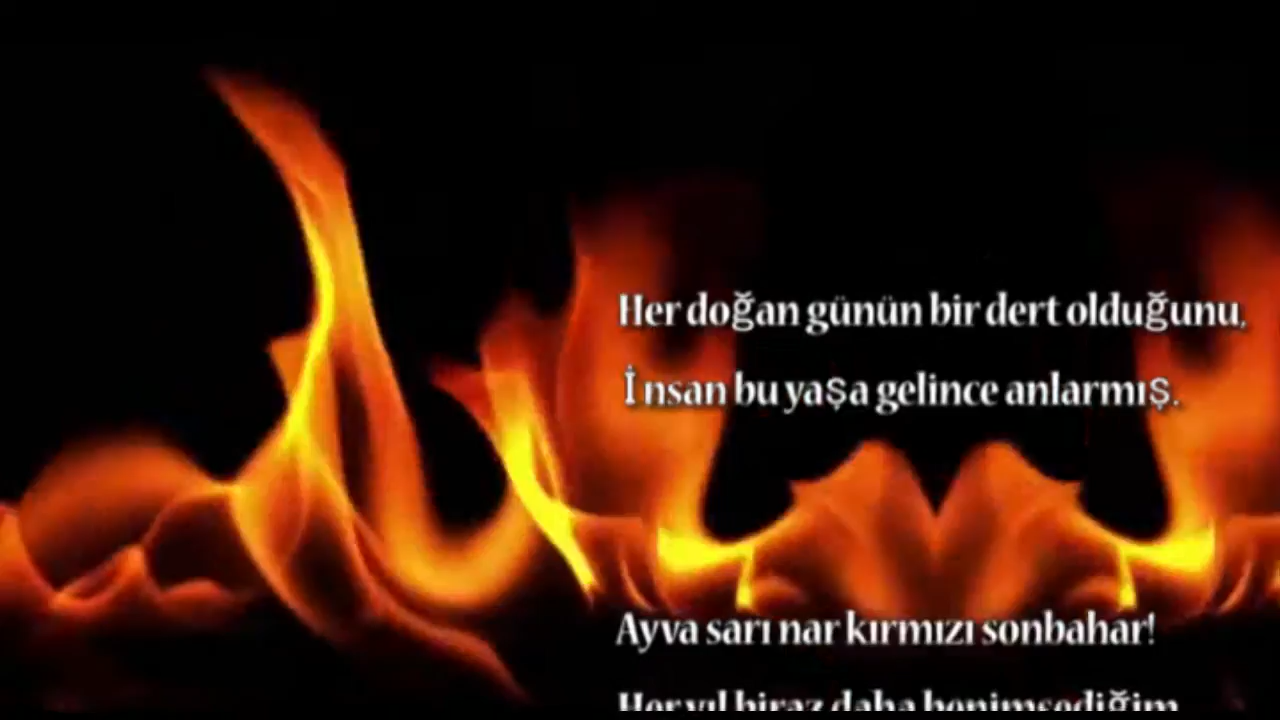 Her doğan günün bir dert olduğunu,
İnsan bu yaşa gelince anlarmış.
Ayva sarı nar kırmızı sonbahar!
Her yıl biraz daha benimsediğim